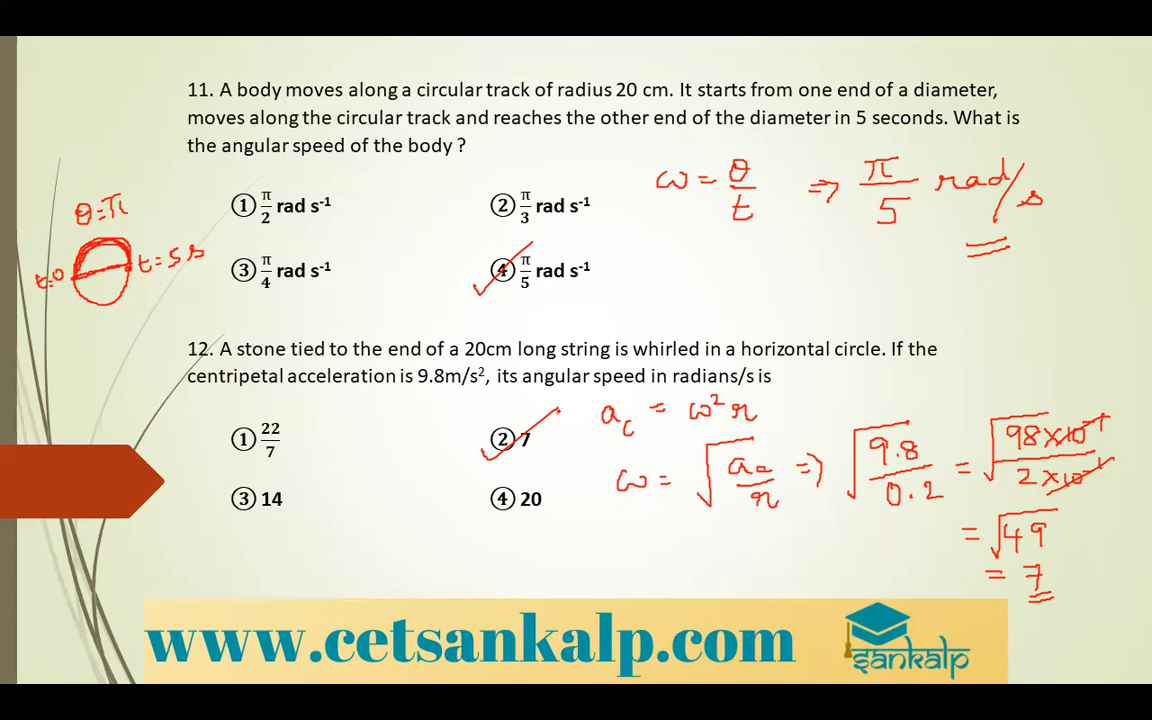 11. A body moves along a circular track of radius 20 cm. It starts from one end of a diameter,
moves along the circular track and reaches the other end of the diameter in 5 seconds. What is
the angular speed of the body ?
① π/2 rad s⁻¹ ② π/3 rad s⁻¹
③ π/4 rad s⁻¹ ④ π/5 rad s⁻¹
ω = θ/t ⇒ π/5 rad/s
θ=π
t=0 t=5s
12. A stone tied to the end of a 20cm long string is whirled in a horizontal circle. If the
centripetal acceleration is 9.8m/s², its angular speed in radians/s is
① 22/7 ② 7
③ 14 ④ 20
a_c = ω²r
ω = √(a_c/r) ⇒ √(9.8/0.2) = √(98×10⁻¹/2×10⁻¹)
= √49
= 7
www.cetsankalp.com
sankalp